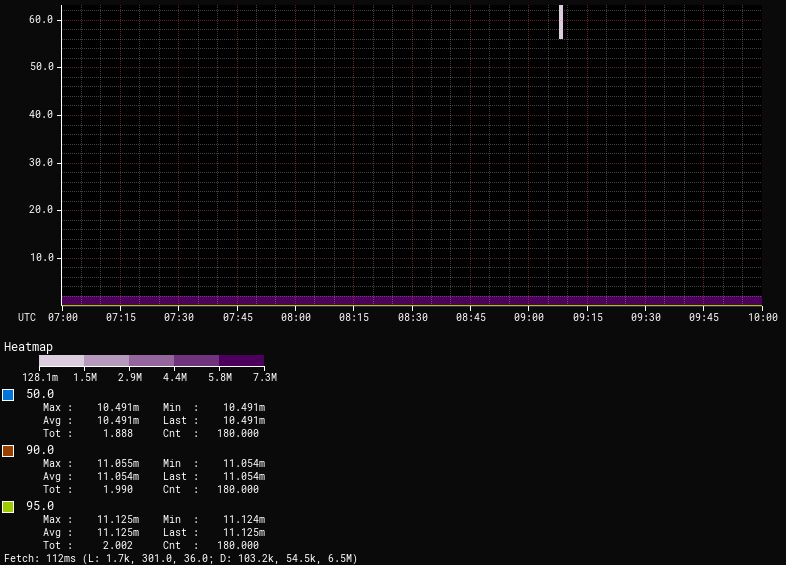 60.0
50.0
40.0
30.0
20.0
10.0
UTC 07:00 07:15 07:30 07:45 08:00 08:15 08:30 08:45 09:00 09:15 09:30 09:45 10:00
Heatmap
128.1m 1.5M 2.9M 4.4M 5.8M 7.3M
50.0
Max : 10.491m Min : 10.491m
Avg : 10.491m Last : 10.491m
Tot : 1.888 Cnt : 180.000
90.0
Max : 11.055m Min : 11.054m
Avg : 11.054m Last : 11.054m
Tot : 1.990 Cnt : 180.000
95.0
Max : 11.125m Min : 11.124m
Avg : 11.125m Last : 11.125m
Tot : 2.002 Cnt : 180.000
Fetch: 112ms (L: 1.7k, 301.0, 36.0; D: 103.2k, 54.5k, 6.5M)